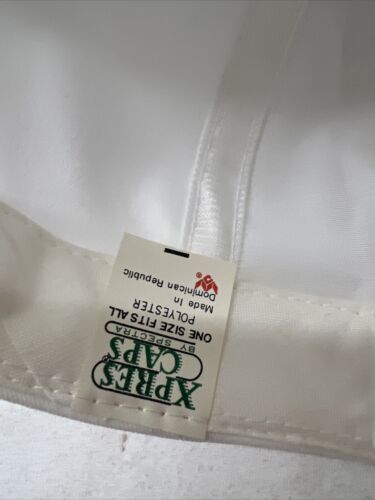 XPRES
CAPS
BY SPECTRA
ONE SIZE FITS ALL
POLYESTER
Made In
Dominican Republic